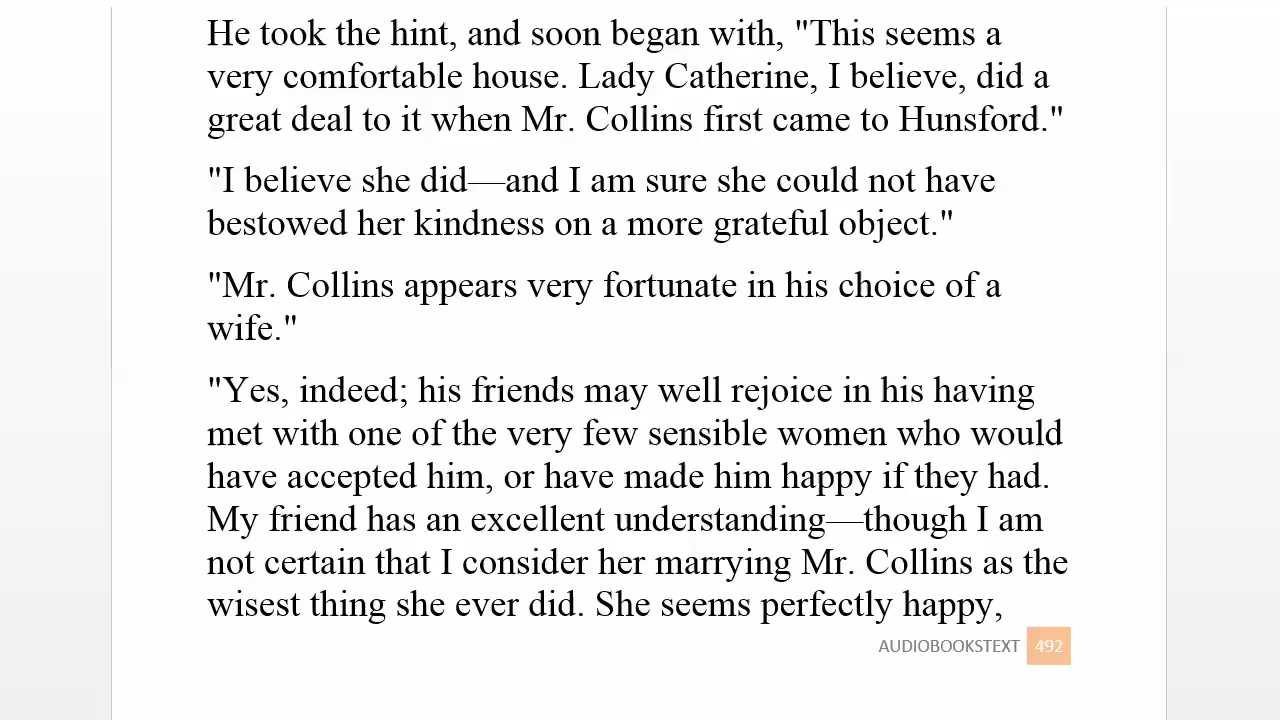 He took the hint, and soon began with, "This seems a
very comfortable house. Lady Catherine, I believe, did a
great deal to it when Mr. Collins first came to Hunsford."
"I believe she did—and I am sure she could not have
bestowed her kindness on a more grateful object."
"Mr. Collins appears very fortunate in his choice of a
wife."
"Yes, indeed; his friends may well rejoice in his having
met with one of the very few sensible women who would
have accepted him, or have made him happy if they had.
My friend has an excellent understanding—though I am
not certain that I consider her marrying Mr. Collins as the
wisest thing she ever did. She seems perfectly happy,
AUDIOBOOKSTEXT 492